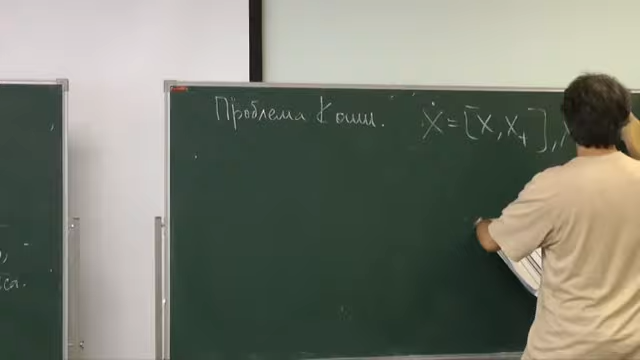 Проблема Коши. Ẋ = [X, X₊],